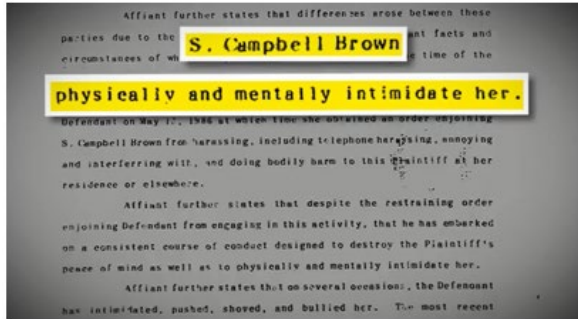 Affiant further states that differences arose between these
parties due to the
S. Campbell Brown
ant facts and
circumstances of wh
e time of the
physically and mentally intimidate her.
Defendant on May 1 , 1986 at which time she obtained an order enjoining
S. Campbell Brown from harassing, including telephone harassing, annoying
and interfering with, and doing bodily harm to this Plaintiff at her
residence or elsewhere.
Affiant further states that despite the restraining order
enjoining Defendant from engaging in this activity, that he has embarked
on a consistent course of conduct designed to destroy the Plaintiff's
peace of mind as well as to physically and mentally intimidate her.
Affiant further states that on several occasions, the Defendant
has intimidated, pushed, shoved, and bullied her. The most recent